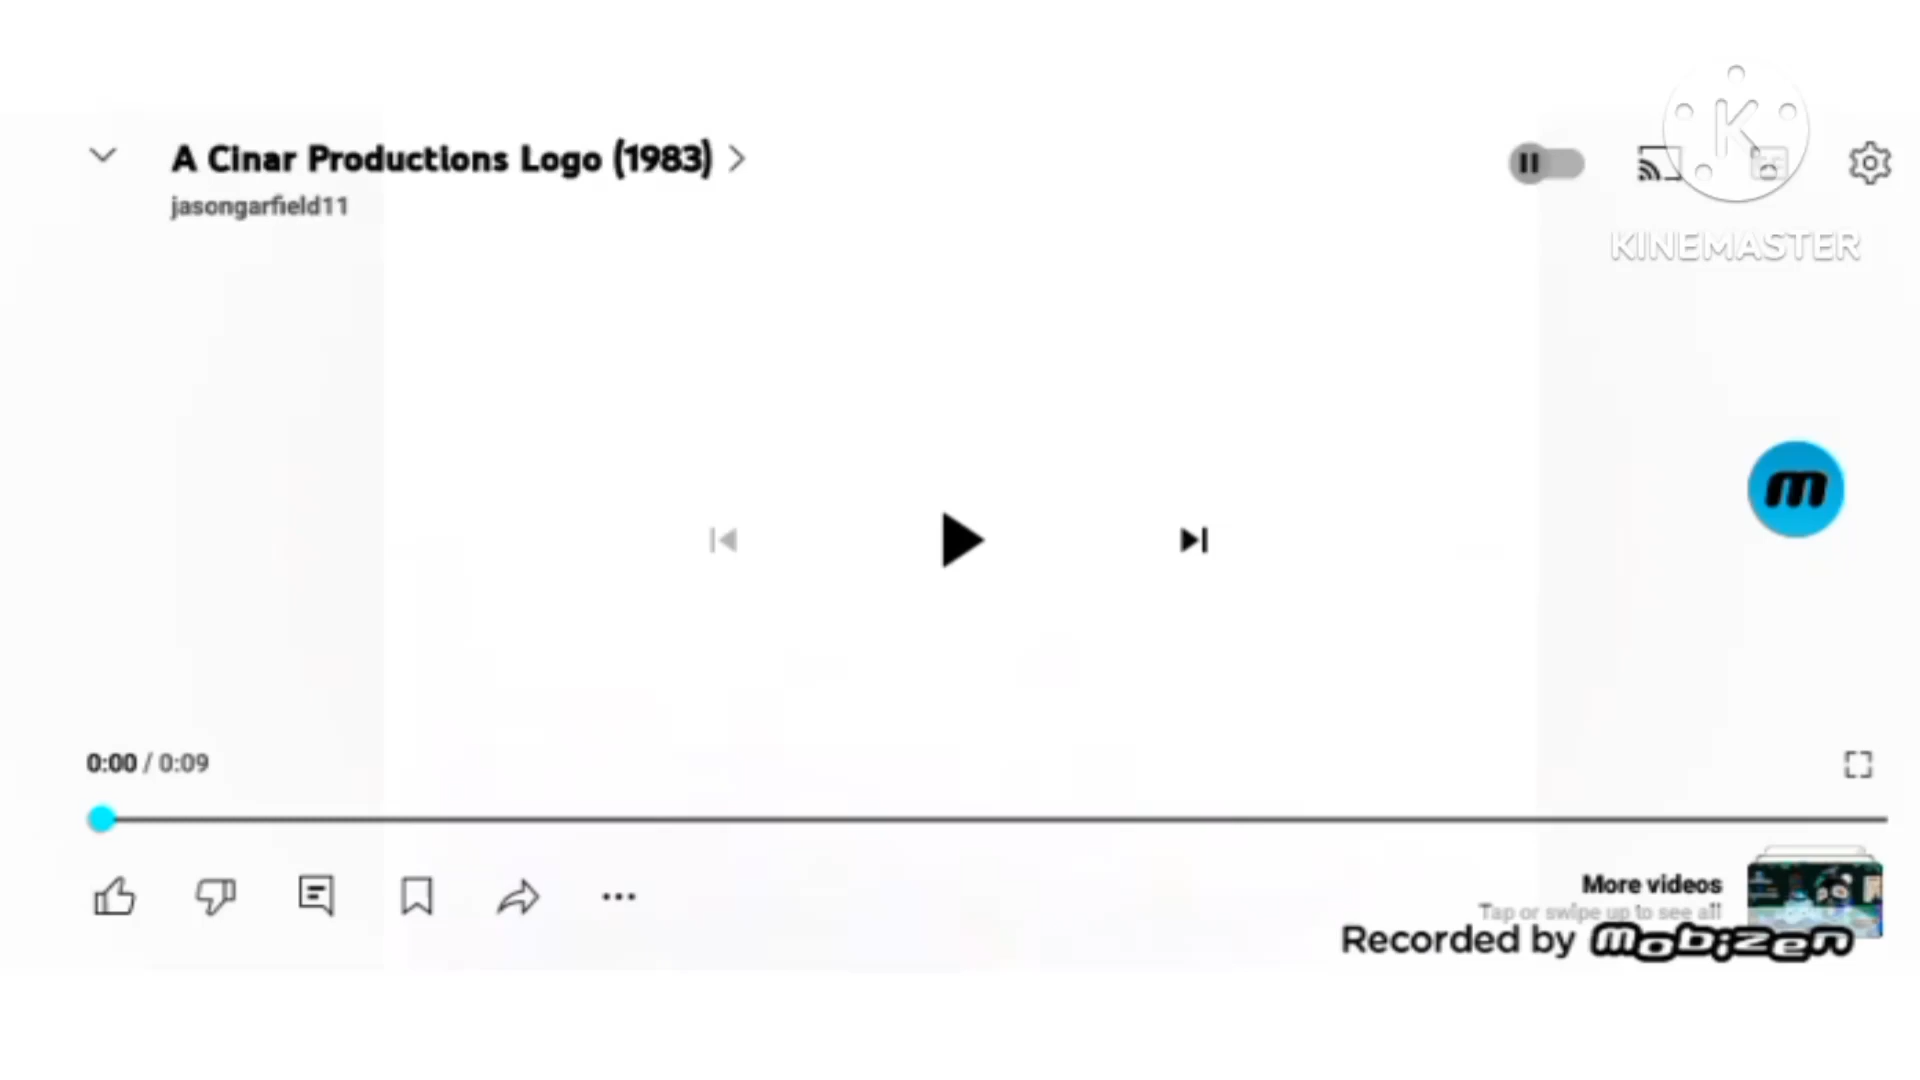 A Cinar Productions Logo (1983)
jasongarfield11
K
KINEMASTER
m
0:00 / 0:09
More videos
Tap or swipe up to see all
Recorded by mobizen